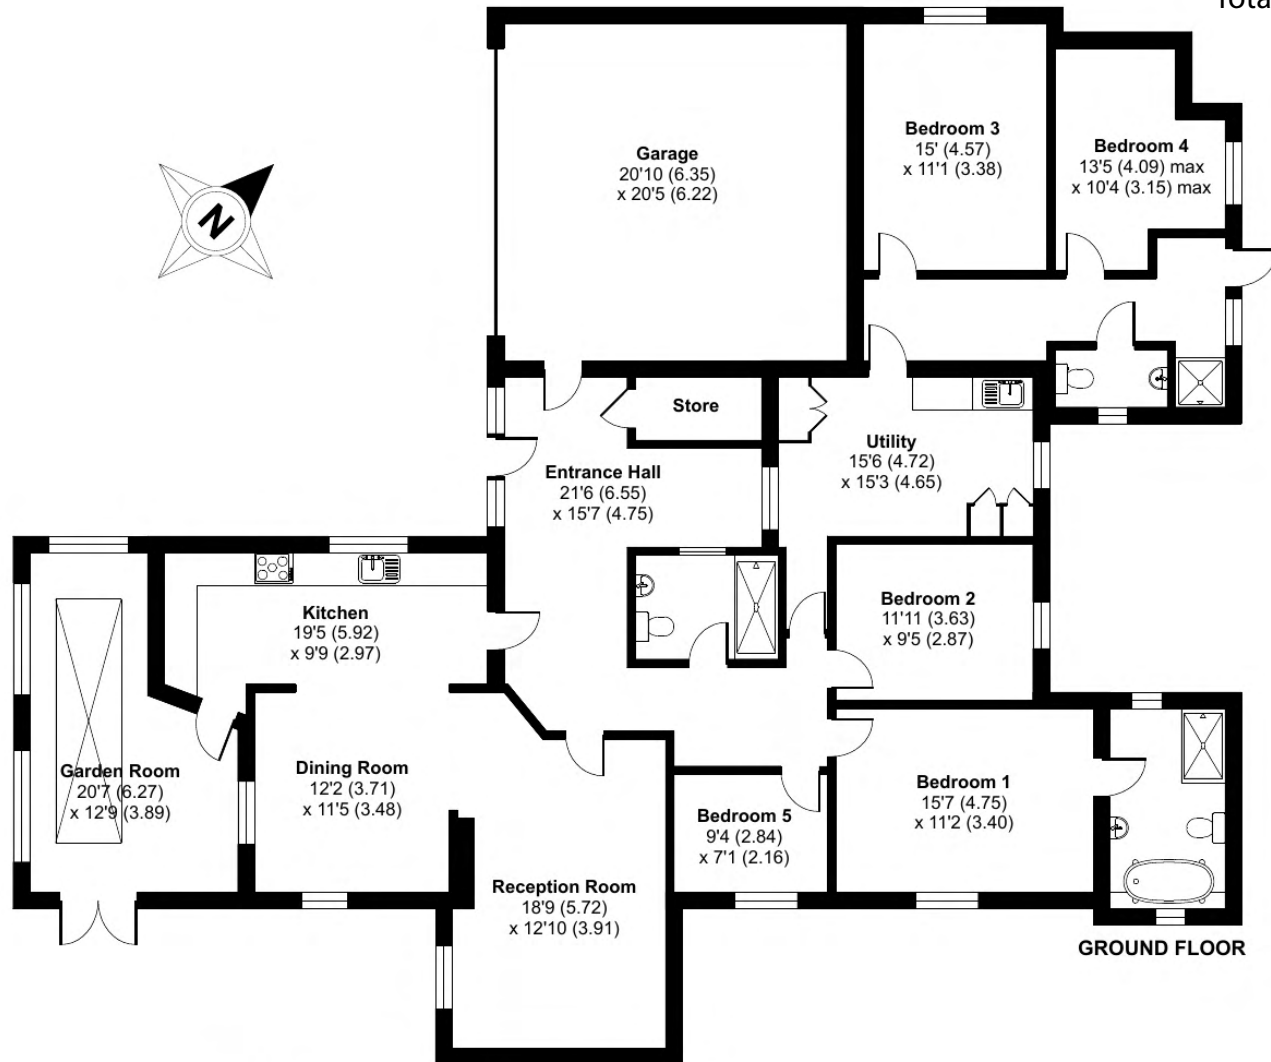 Tota
Bedroom 3
15' (4.57)
x 11'1 (3.38)
Garage
20'10 (6.35)
x 20'5 (6.22)
Bedroom 4
13'5 (4.09) max
x 10'4 (3.15) max
N
Store
Utility
15'6 (4.72)
x 15'3 (4.65)
Entrance Hall
21'6 (6.55)
x 15'7 (4.75)
Kitchen
19'5 (5.92)
x 9'9 (2.97)
Bedroom 2
11'11 (3.63)
x 9'5 (2.87)
Garden Room
20'7 (6.27)
x 12'9 (3.89)
Dining Room
12'2 (3.71)
x 11'5 (3.48)
Bedroom 5
9'4 (2.84)
x 7'1 (2.16)
Bedroom 1
15'7 (4.75)
x 11'2 (3.40)
Reception Room
18'9 (5.72)
x 12'10 (3.91)
GROUND FLOOR